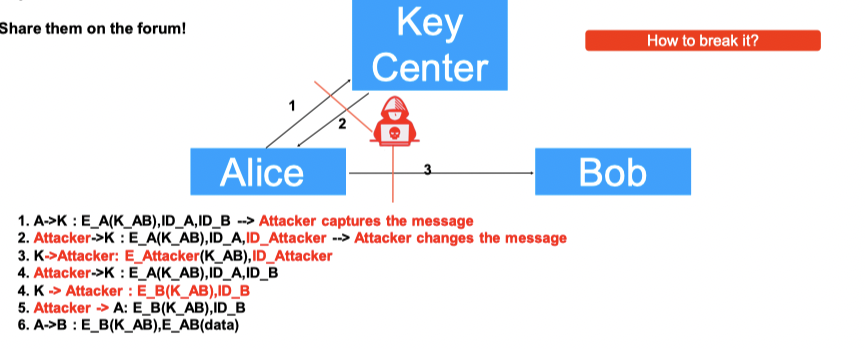 Share them on the forum!
Key
Center
How to break it?
1
2
Alice
3
Bob
1. A->K : E_A(K_AB),ID_A,ID_B --> Attacker captures the message
2. Attacker->K : E_A(K_AB),ID_A,ID_Attacker --> Attacker changes the message
3. K->Attacker: E_Attacker(K_AB),ID_Attacker
4. Attacker->K : E_A(K_AB),ID_A,ID_B
4. K -> Attacker : E_B(K_AB),ID_B
5. Attacker -> A: E_B(K_AB),ID_B
6. A->B : E_B(K_AB),E_AB(data)